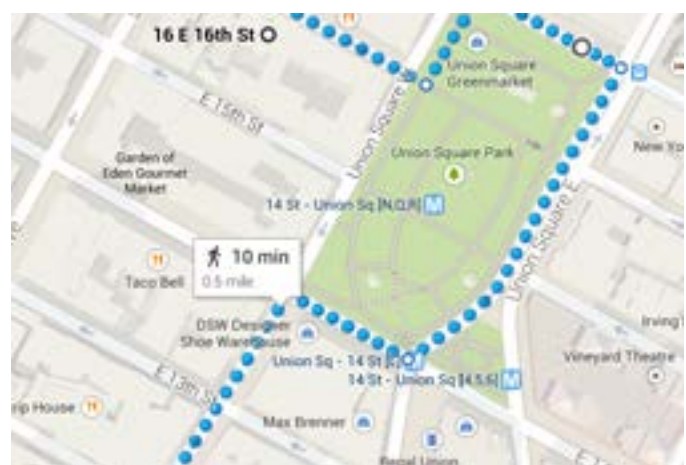 16 E 16th St
Union Square
Greenmarket
E 15th St
Union Square
New Yo
Garden of
Eden Gourmet
Market
Union Square Park
14 St - Union Sq [N,Q,R]
10 min
0.5 mile
Taco Bell
Union Square E
DSW Designer
Shoe Warehouse
Irving
Union Sq - 14 St [L]
14 St - Union Sq [4,5,6]
Vineyard Theatre
E 13th St
rip House
Max Brenner
Regal Union